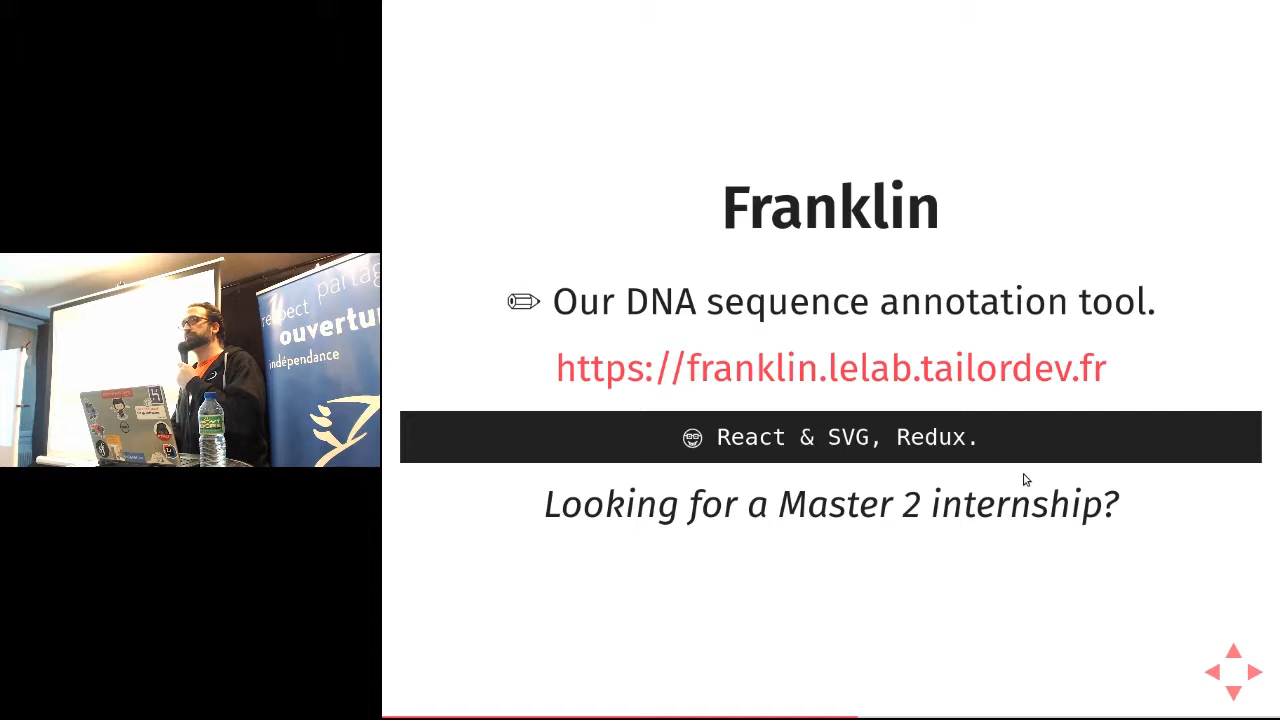 Franklin
✏ Our DNA sequence annotation tool.
https://franklin.lelab.tailordev.fr
🤓 React & SVG, Redux.
Looking for a Master 2 internship?
partag
respect
ouvertu
indépendance